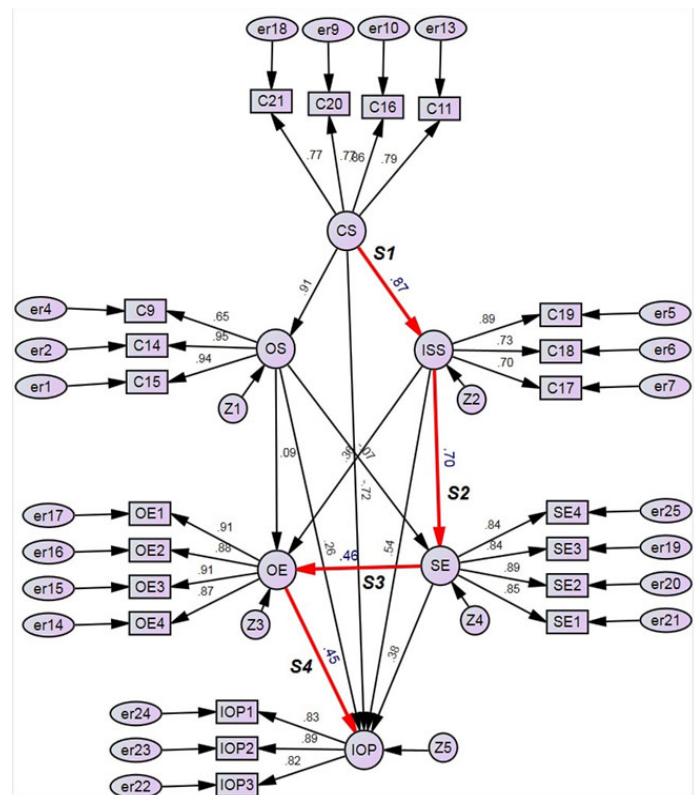 er18 er9 er10 er13
C21 C20 C16 C11
.77 .77 .86 .79
CS
S1
.91 .87
er4 C9 .65
er2 C14 .95
er1 C15 .94
OS
ISS
.89 C19 er5
.73 C18 er6
.70 C17 er7
Z1 Z2
.09 .07 .70
-.72
S2
er17 OE1 .91
er16 OE2 .88
er15 OE3 .91
er14 OE4 .87
.26 .54
OE .46 SE
S3
.84 SE4 er25
.84 SE3 er19
.89 SE2 er20
.85 SE1 er21
Z3 Z4
S4 .45 .38
er24 IOP1 .83
er23 IOP2 .89
er22 IOP3 .82
IOP Z5